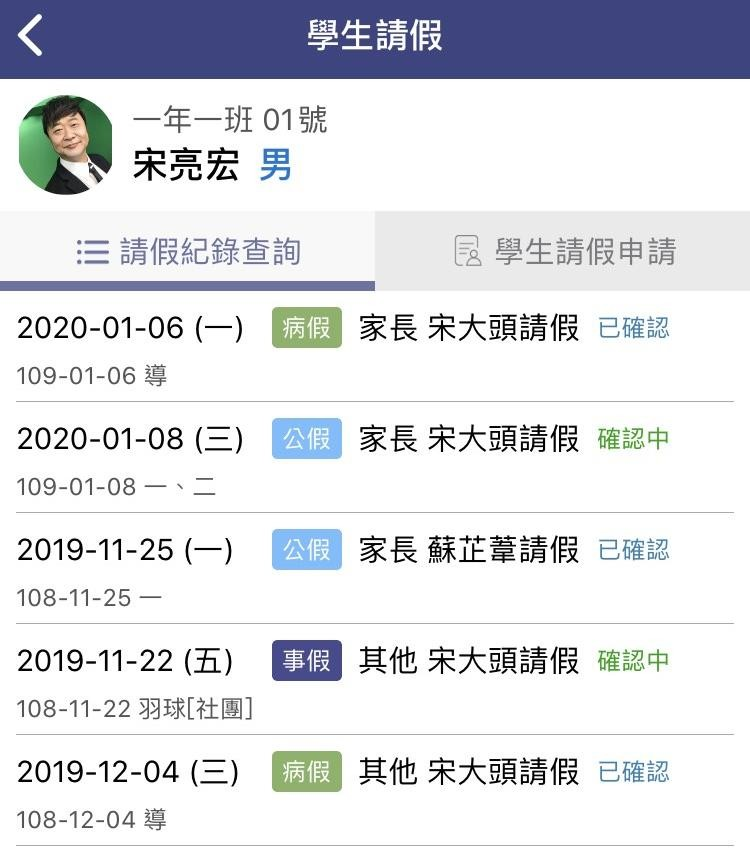 學生請假
一年一班 01號
宋亮宏 男
請假紀錄查詢 學生請假申請
2020-01-06 (一) 病假 家長 宋大頭請假 已確認
109-01-06 導
2020-01-08 (三) 公假 家長 宋大頭請假 確認中
109-01-08 一、二
2019-11-25 (一) 公假 家長 蘇芷葦請假 已確認
108-11-25 一
2019-11-22 (五) 事假 其他 宋大頭請假 確認中
108-11-22 羽球[社團]
2019-12-04 (三) 病假 其他 宋大頭請假 已確認
108-12-04 導